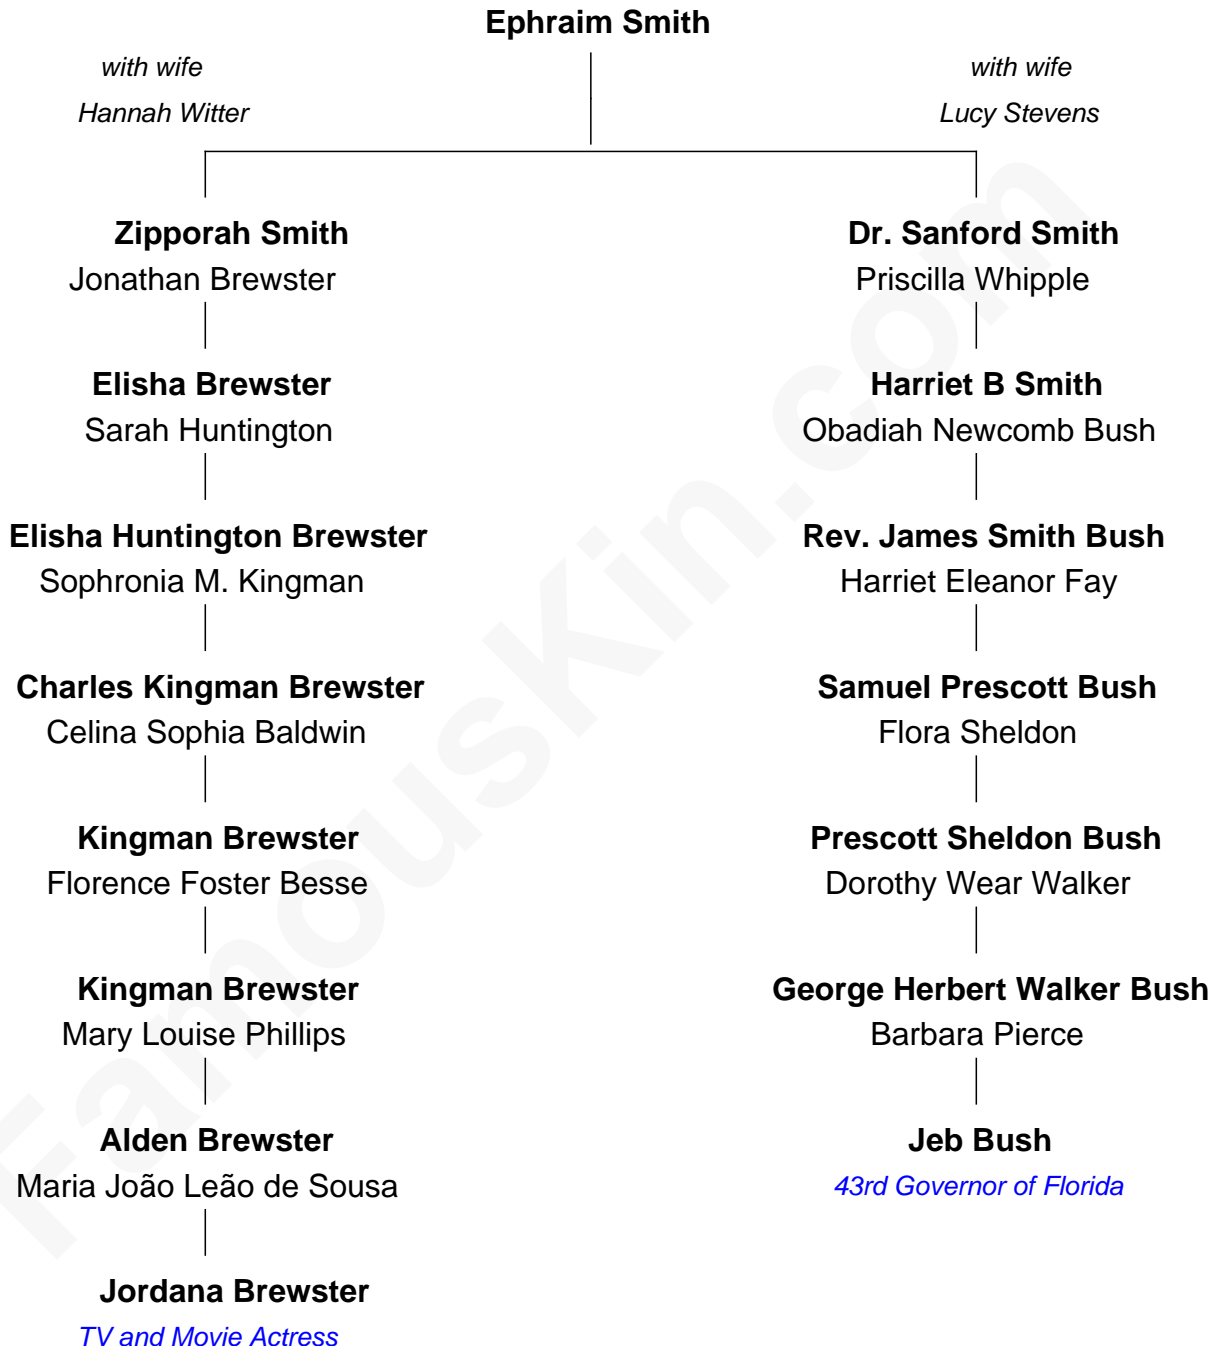 Ephraim Smith
with wife
Hannah Witter
with wife
Lucy Stevens
Zipporah Smith
Jonathan Brewster
Dr. Sanford Smith
Priscilla Whipple
Elisha Brewster
Sarah Huntington
Harriet B Smith
Obadiah Newcomb Bush
Elisha Huntington Brewster
Sophronia M. Kingman
Rev. James Smith Bush
Harriet Eleanor Fay
Charles Kingman Brewster
Celina Sophia Baldwin
Samuel Prescott Bush
Flora Sheldon
Kingman Brewster
Florence Foster Besse
Prescott Sheldon Bush
Dorothy Wear Walker
Kingman Brewster
Mary Louise Phillips
George Herbert Walker Bush
Barbara Pierce
Alden Brewster
Maria João Leão de Sousa
Jeb Bush
43rd Governor of Florida
Jordana Brewster
TV and Movie Actress
FamousKin.com